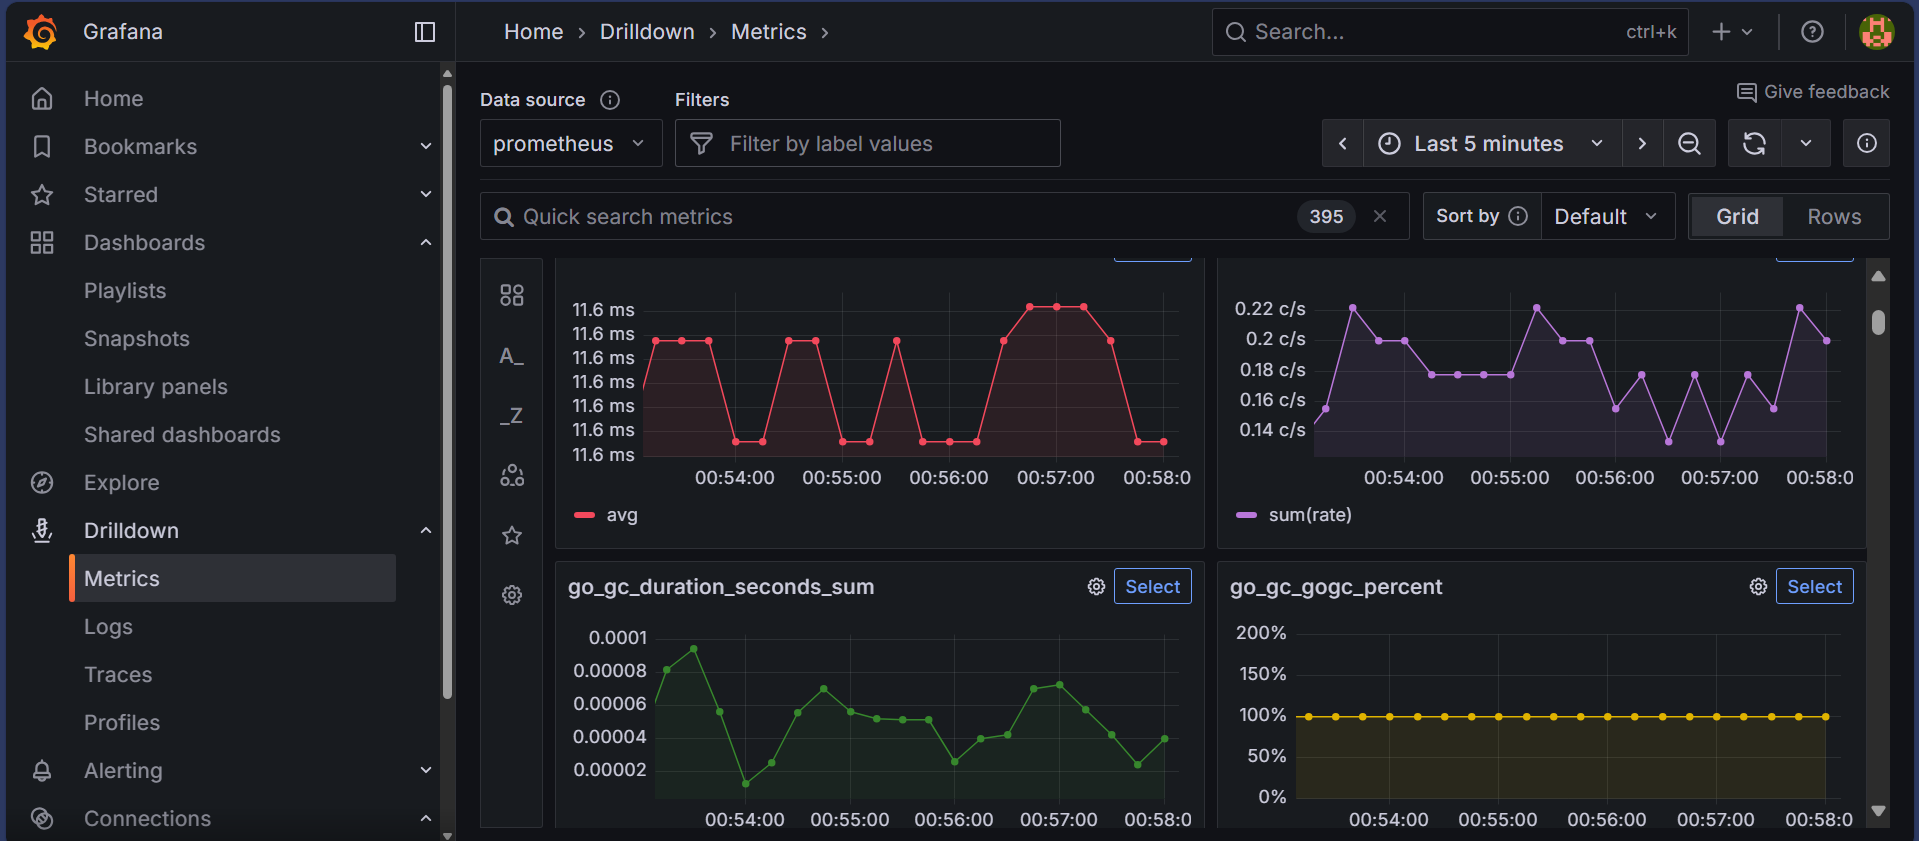 Grafana
Home › Drilldown › Metrics ›
Search...
ctrl+k
Home
Bookmarks
Starred
Dashboards
Playlists
Snapshots
Library panels
Shared dashboards
Explore
Drilldown
Metrics
Logs
Traces
Profiles
Alerting
Connections
Give feedback
Data source
Filters
prometheus
Filter by label values
Last 5 minutes
Quick search metrics
395
Sort by
Default
Grid
Rows
A_
_Z
11.6 ms
11.6 ms
11.6 ms
11.6 ms
11.6 ms
11.6 ms
11.6 ms
00:54:00 00:55:00 00:56:00 00:57:00 00:58:0
avg
0.22 c/s
0.2 c/s
0.18 c/s
0.16 c/s
0.14 c/s
00:54:00 00:55:00 00:56:00 00:57:00 00:58:0
sum(rate)
go_gc_duration_seconds_sum
Select
0.0001
0.00008
0.00006
0.00004
0.00002
00:54:00 00:55:00 00:56:00 00:57:00 00:58:0
go_gc_gogc_percent
Select
200%
150%
100%
50%
0%
00:54:00 00:55:00 00:56:00 00:57:00 00:58:0